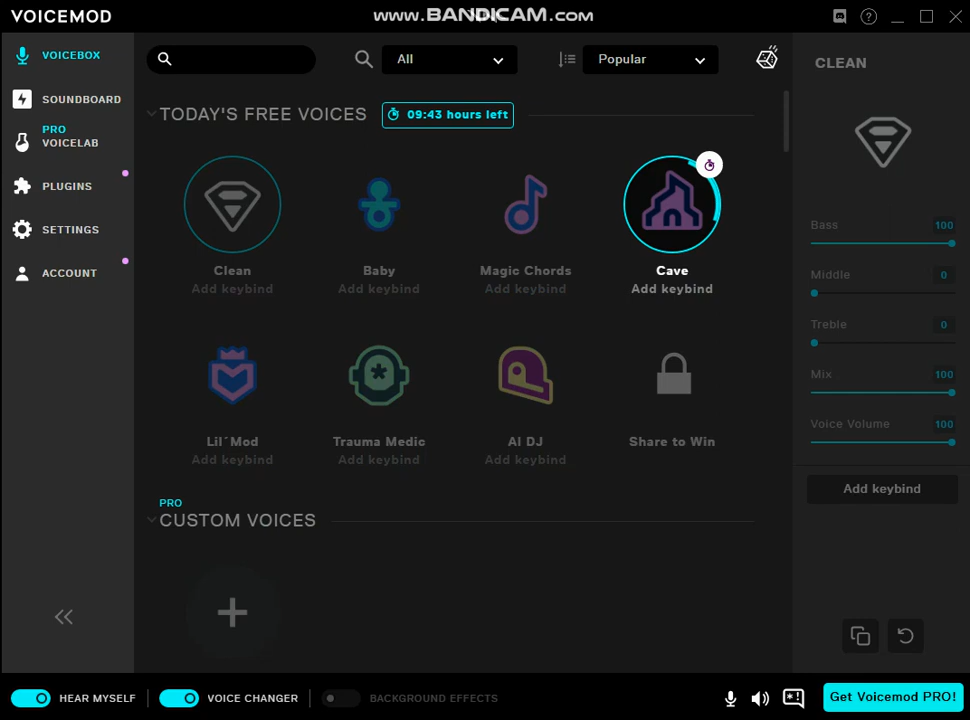 VOICEMOD
www.BANDICAM.com
VOICEBOX
SOUNDBOARD
PRO
VOICELAB
PLUGINS
SETTINGS
ACCOUNT
All
Popular
TODAY'S FREE VOICES
09:43 hours left
Clean
Add keybind
Baby
Add keybind
Magic Chords
Add keybind
Cave
Add keybind
Lil´Mod
Add keybind
Trauma Medic
Add keybind
AI DJ
Add keybind
Share to Win
PRO
CUSTOM VOICES
CLEAN
Bass 100
Middle 0
Treble 0
Mix 100
Voice Volume 100
Add keybind
HEAR MYSELF
VOICE CHANGER
BACKGROUND EFFECTS
Get Voicemod PRO!